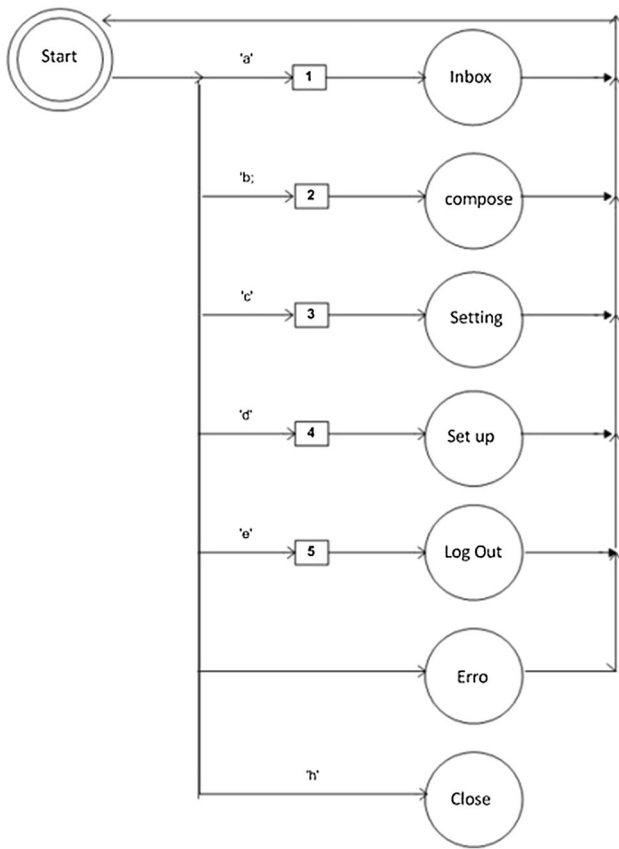 Start
'a'
1
Inbox
'b;
2
compose
'c'
3
Setting
'd'
4
Set up
'e'
5
Log Out
Erro
'h'
Close